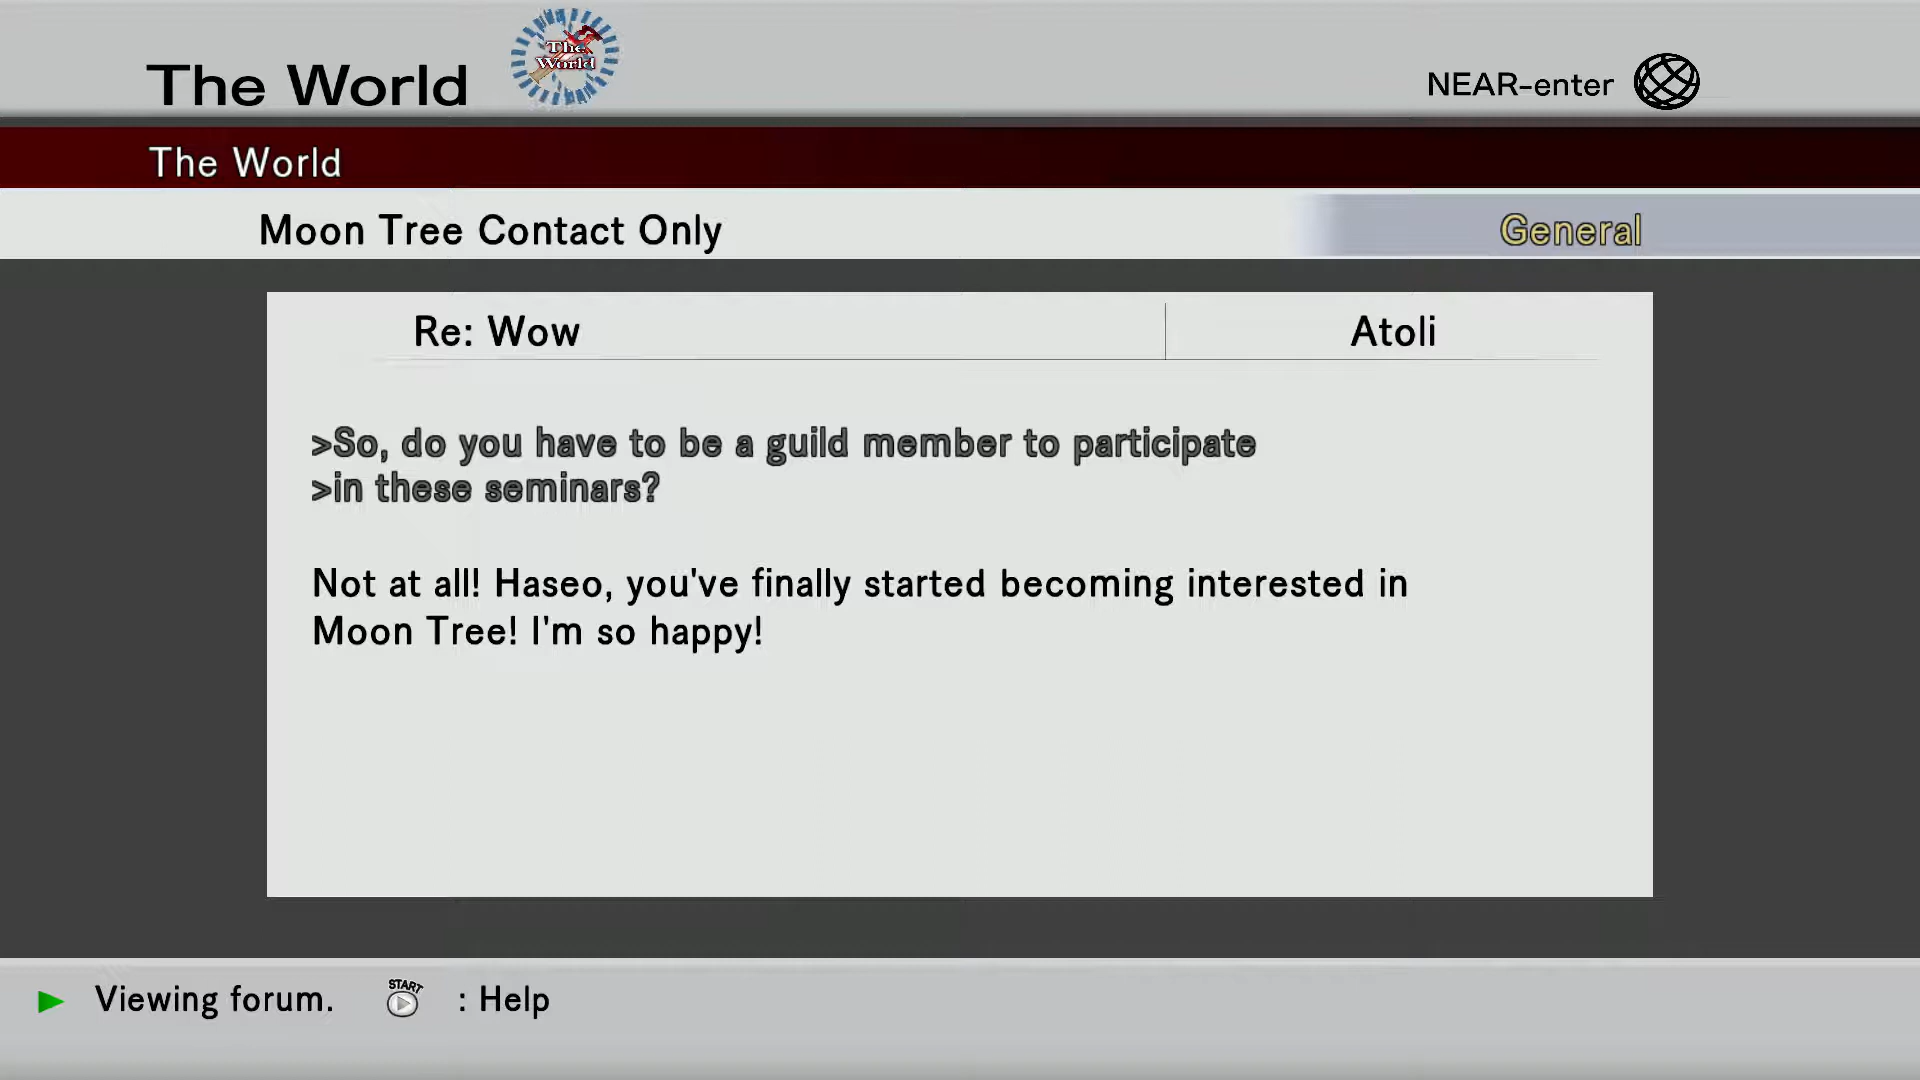 The World
The World
NEAR-enter
The World
Moon Tree Contact Only
General
Re: Wow
Atoli
>So, do you have to be a guild member to participate
>in these seminars?
Not at all! Haseo, you've finally started becoming interested in
Moon Tree! I'm so happy!
Viewing forum.
START
: Help